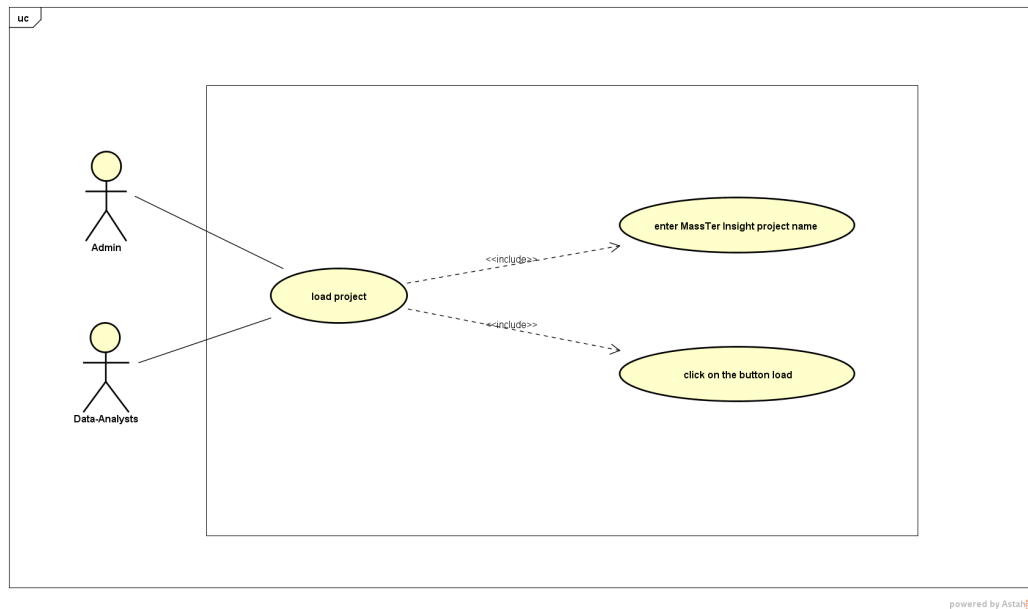 uc
Admin
Data-Analysts
load project
<<include>>
<<include>>
enter MassTer Insight project name
click on the button load
powered by Astah